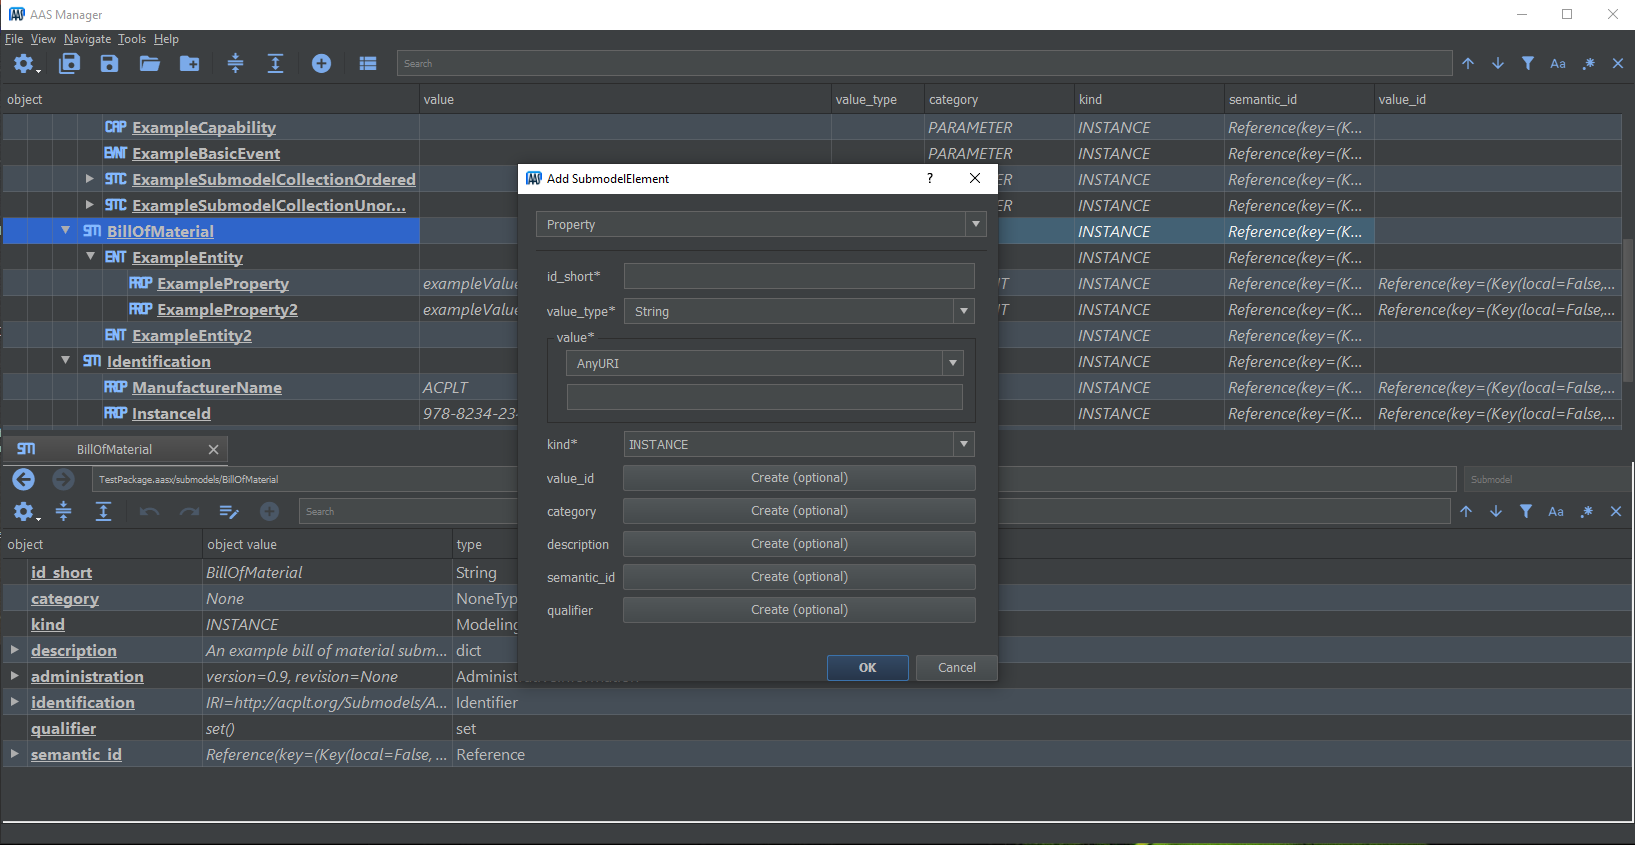 AAS Manager
File View Navigate Tools Help
Search
Aa
object value value_type category kind semantic_id value_id
CAP ExampleCapability PARAMETER INSTANCE Reference(key=(K...
EVNT ExampleBasicEvent PARAMETER INSTANCE Reference(key=(K...
SMC ExampleSubmodelCollectionOrdered ER INSTANCE Reference(key=(K...
SMC ExampleSubmodelCollectionUnor... ER INSTANCE Reference(key=(K...
SM BillOfMaterial INSTANCE Reference(key=(K...
ENT ExampleEntity INSTANCE Reference(key=(K...
PROP ExampleProperty exampleValue NT INSTANCE Reference(key=(K... Reference(key=(Key(local=False,...
PROP ExampleProperty2 exampleValue NT INSTANCE Reference(key=(K... Reference(key=(Key(local=False,...
ENT ExampleEntity2 INSTANCE Reference(key=(K...
SM Identification INSTANCE Reference(key=(K...
PROP ManufacturerName ACPLT INSTANCE Reference(key=(K... Reference(key=(Key(local=False,...
PROP InstanceId 978-8234-23 INSTANCE Reference(key=(K... Reference(key=(Key(local=False,...
AAS Add SubmodelElement ?
Property
id_short*
value_type* String
value*
AnyURI
kind* INSTANCE
value_id Create (optional)
category Create (optional)
description Create (optional)
semantic_id Create (optional)
qualifier Create (optional)
OK Cancel
SM BillOfMaterial
TestPackage.aasx/submodels/BillOfMaterial Submodel
Search
Aa
object object value type
id_short BillOfMaterial String
category None NoneTyp
kind INSTANCE Modeling
description An example bill of material subm... dict
administration version=0.9, revision=None
identification IRI=http://acplt.org/Submodels/A... Identifier
qualifier set() set
semantic_id Reference(key=(Key(local=False, ... Reference